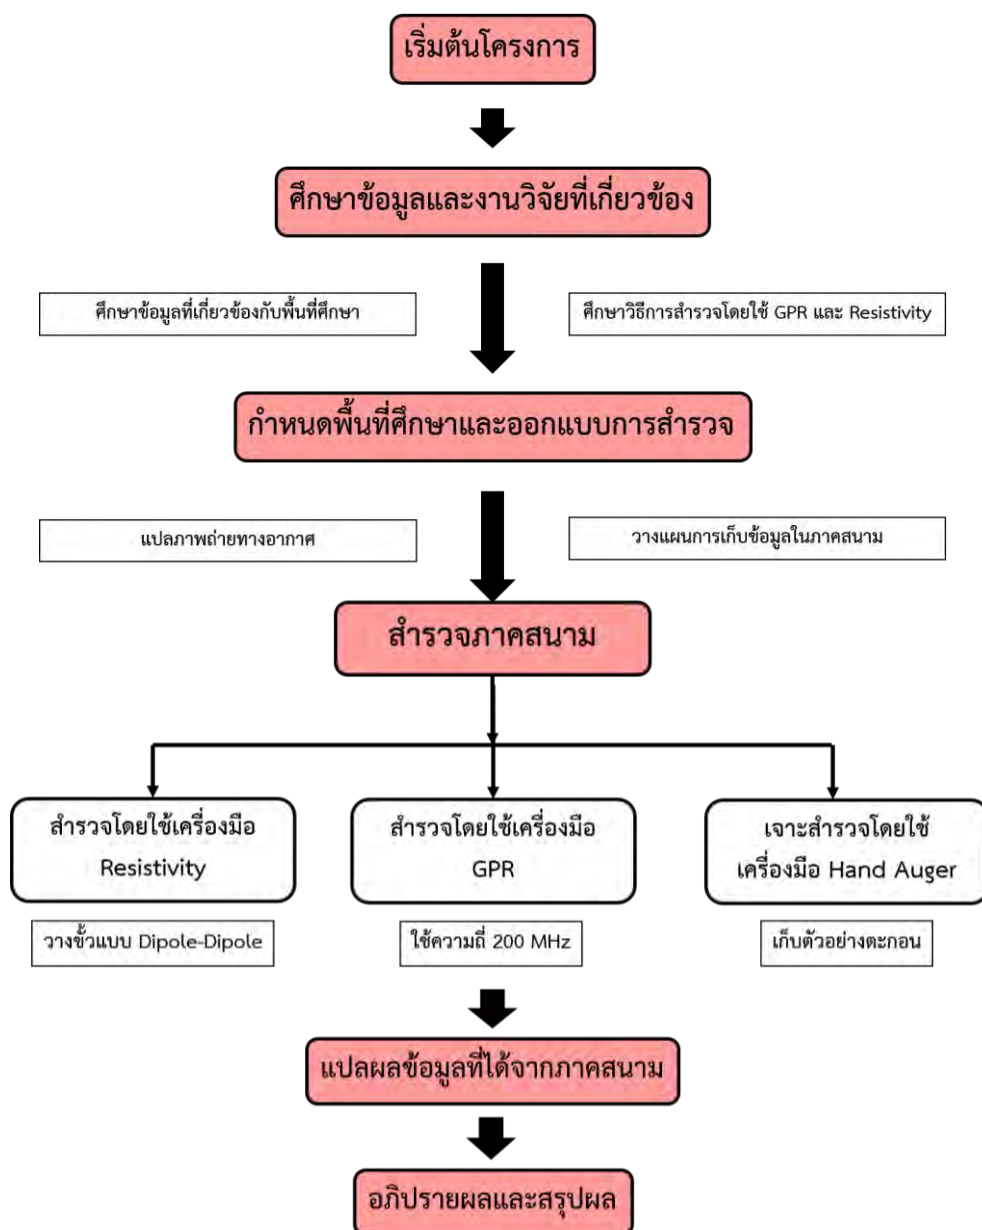 เริ่มต้นโครงการ
ศึกษาข้อมูลและงานวิจัยที่เกี่ยวข้อง
ศึกษาข้อมูลที่เกี่ยวข้องกับพื้นที่ศึกษา
ศึกษาวิธีการสำรวจโดยใช้ GPR และ Resistivity
กำหนดพื้นที่ศึกษาและออกแบบการสำรวจ
แปลภาพถ่ายทางอากาศ
วางแผนการเก็บข้อมูลในภาคสนาม
สำรวจภาคสนาม
สำรวจโดยใช้เครื่องมือ
Resistivity
สำรวจโดยใช้เครื่องมือ
GPR
เจาะสำรวจโดยใช้
เครื่องมือ Hand Auger
วางขั้วแบบ Dipole-Dipole
ใช้ความถี่ 200 MHz
เก็บตัวอย่างตะกอน
แปลผลข้อมูลที่ได้จากภาคสนาม
อภิปรายผลและสรุปผล